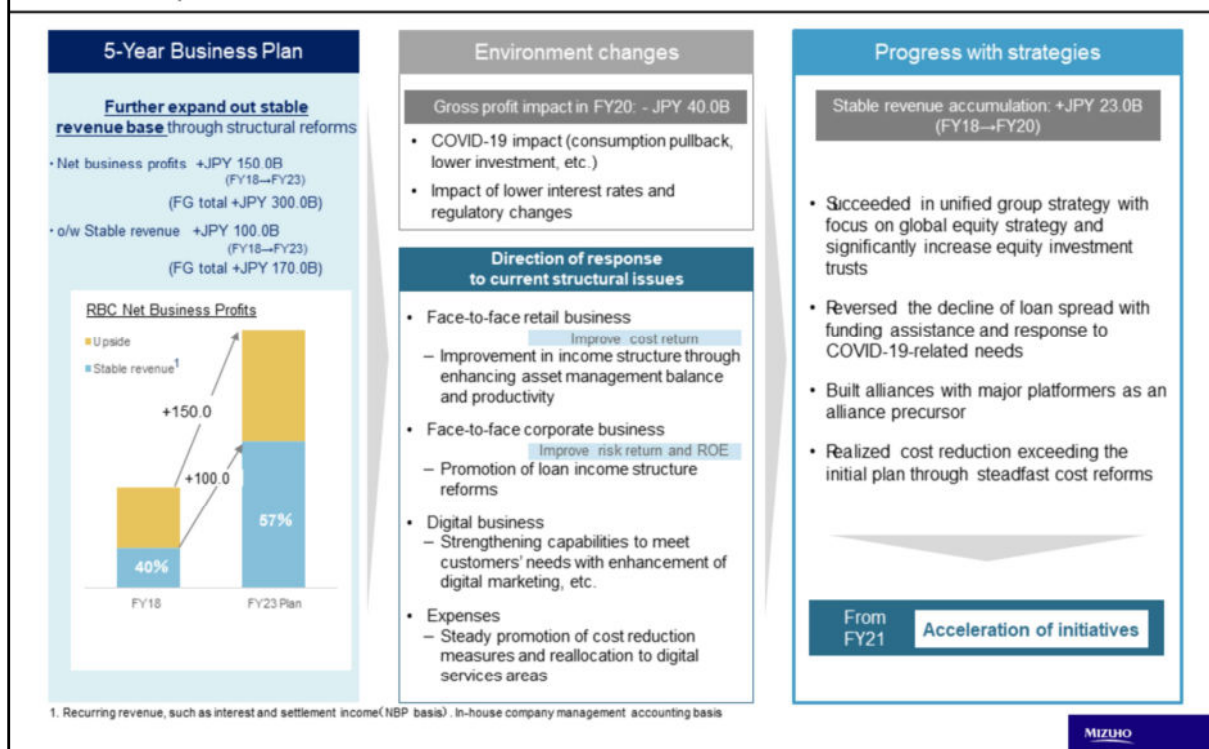 5-Year Business Plan
Further expand out stable
revenue base through structural reforms
・Net business profits +JPY 150.0B
(FY18→FY23)
(FG total +JPY 300.0B)
・o/w Stable revenue +JPY 100.0B
(FY18→FY23)
(FG total +JPY 170.0B)
RBC Net Business Profits
Upside
Stable revenue1
+150.0
+100.0
57%
40%
FY18
FY23 Plan
Environment changes
Gross profit impact in FY20: - JPY 40.0B
• COVID-19 impact (consumption pullback,
lower investment, etc.)
• Impact of lower interest rates and
regulatory changes
Direction of response
to current structural issues
• Face-to-face retail business
Improve cost return
– Improvement in income structure through
enhancing asset management balance
and productivity
• Face-to-face corporate business
Improve risk return and ROE
– Promotion of loan income structure
reforms
• Digital business
– Strengthening capabilities to meet
customers' needs with enhancement of
digital marketing, etc.
• Expenses
– Steady promotion of cost reduction
measures and reallocation to digital
services areas
Progress with strategies
Stable revenue accumulation: +JPY 23.0B
(FY18→FY20)
• Succeeded in unified group strategy with
focus on global equity strategy and
significantly increase equity investment
trusts
• Reversed the decline of loan spread with
funding assistance and response to
COVID-19-related needs
• Built alliances with major platformers as an
alliance precursor
• Realized cost reduction exceeding the
initial plan through steadfast cost reforms
From
FY21
Acceleration of initiatives
1. Recurring revenue, such as interest and settlement income(NBP basis). In-house company management accounting basis
MIZUHO